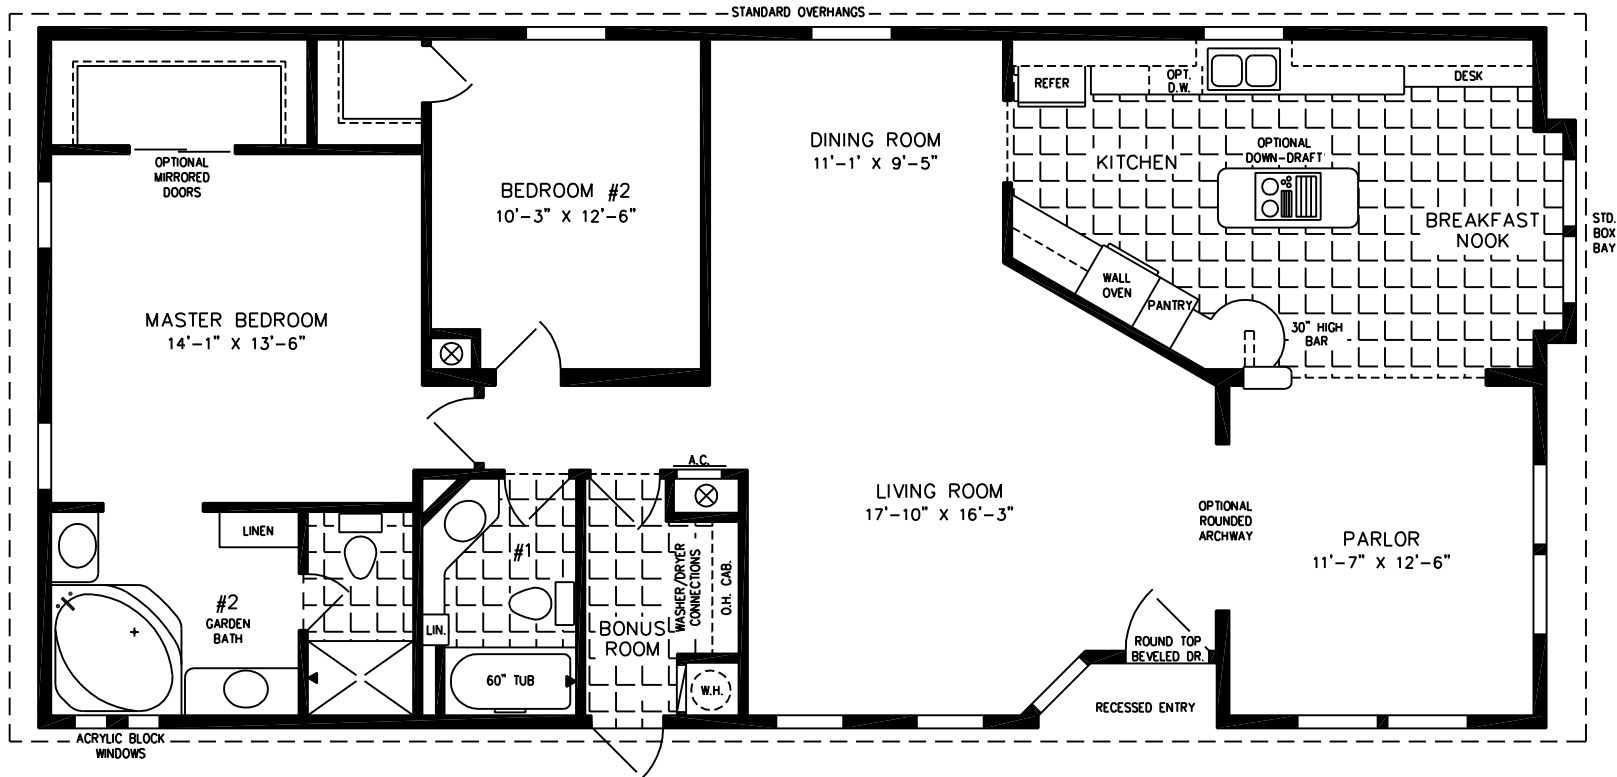 STANDARD OVERHANGS
OPTIONAL
MIRRORED
DOORS
BEDROOM #2
10'-3" X 12'-6"
DINING ROOM
11'-1' X 9'-5"
REFER
OPT.
D.W.
DESK
KITCHEN
OPTIONAL
DOWN-DRAFT
BREAKFAST
NOOK
STD.
BOX
BAY
WALL
OVEN
PANTRY
30" HIGH
BAR
MASTER BEDROOM
14'-1" X 13'-6"
A.C.
LIVING ROOM
17'-10" X 16'-3"
OPTIONAL
ROUNDED
ARCHWAY
PARLOR
11'-7" X 12'-6"
LINEN
#2
GARDEN
BATH
#1
LIN.
60" TUB
BONUS
ROOM
WASHER/DRYER
CONNECTIONS
O.H. CAB.
W.H.
ROUND TOP
BEVELED DR.
RECESSED ENTRY
ACRYLIC BLOCK
WINDOWS